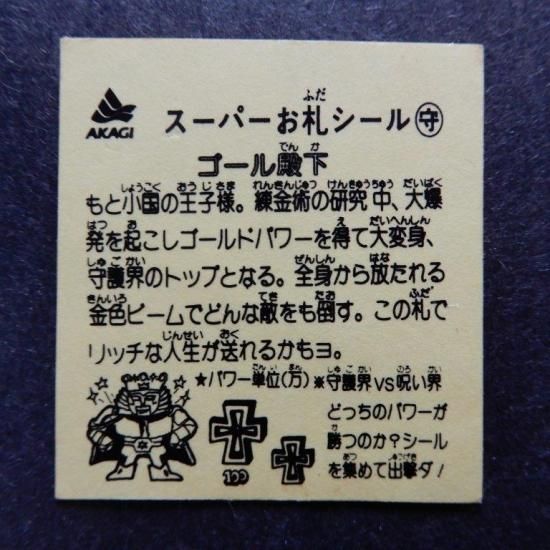 AKAGI
スーパーお札シール 守
ゴール殿下
もと小国の王子様。錬金術の研究中、大爆
発を起こしゴールドパワーを得て大変身、
守護界のトップとなる。全身から放たれる
金色ビームでどんな敵をも倒す。この札で
リッチな人生が送れるかもヨ。
★パワー単位(万)
100
※守護界VS呪い界
どっちのパワーが
勝つのか?シール
を集めて出撃ダ!